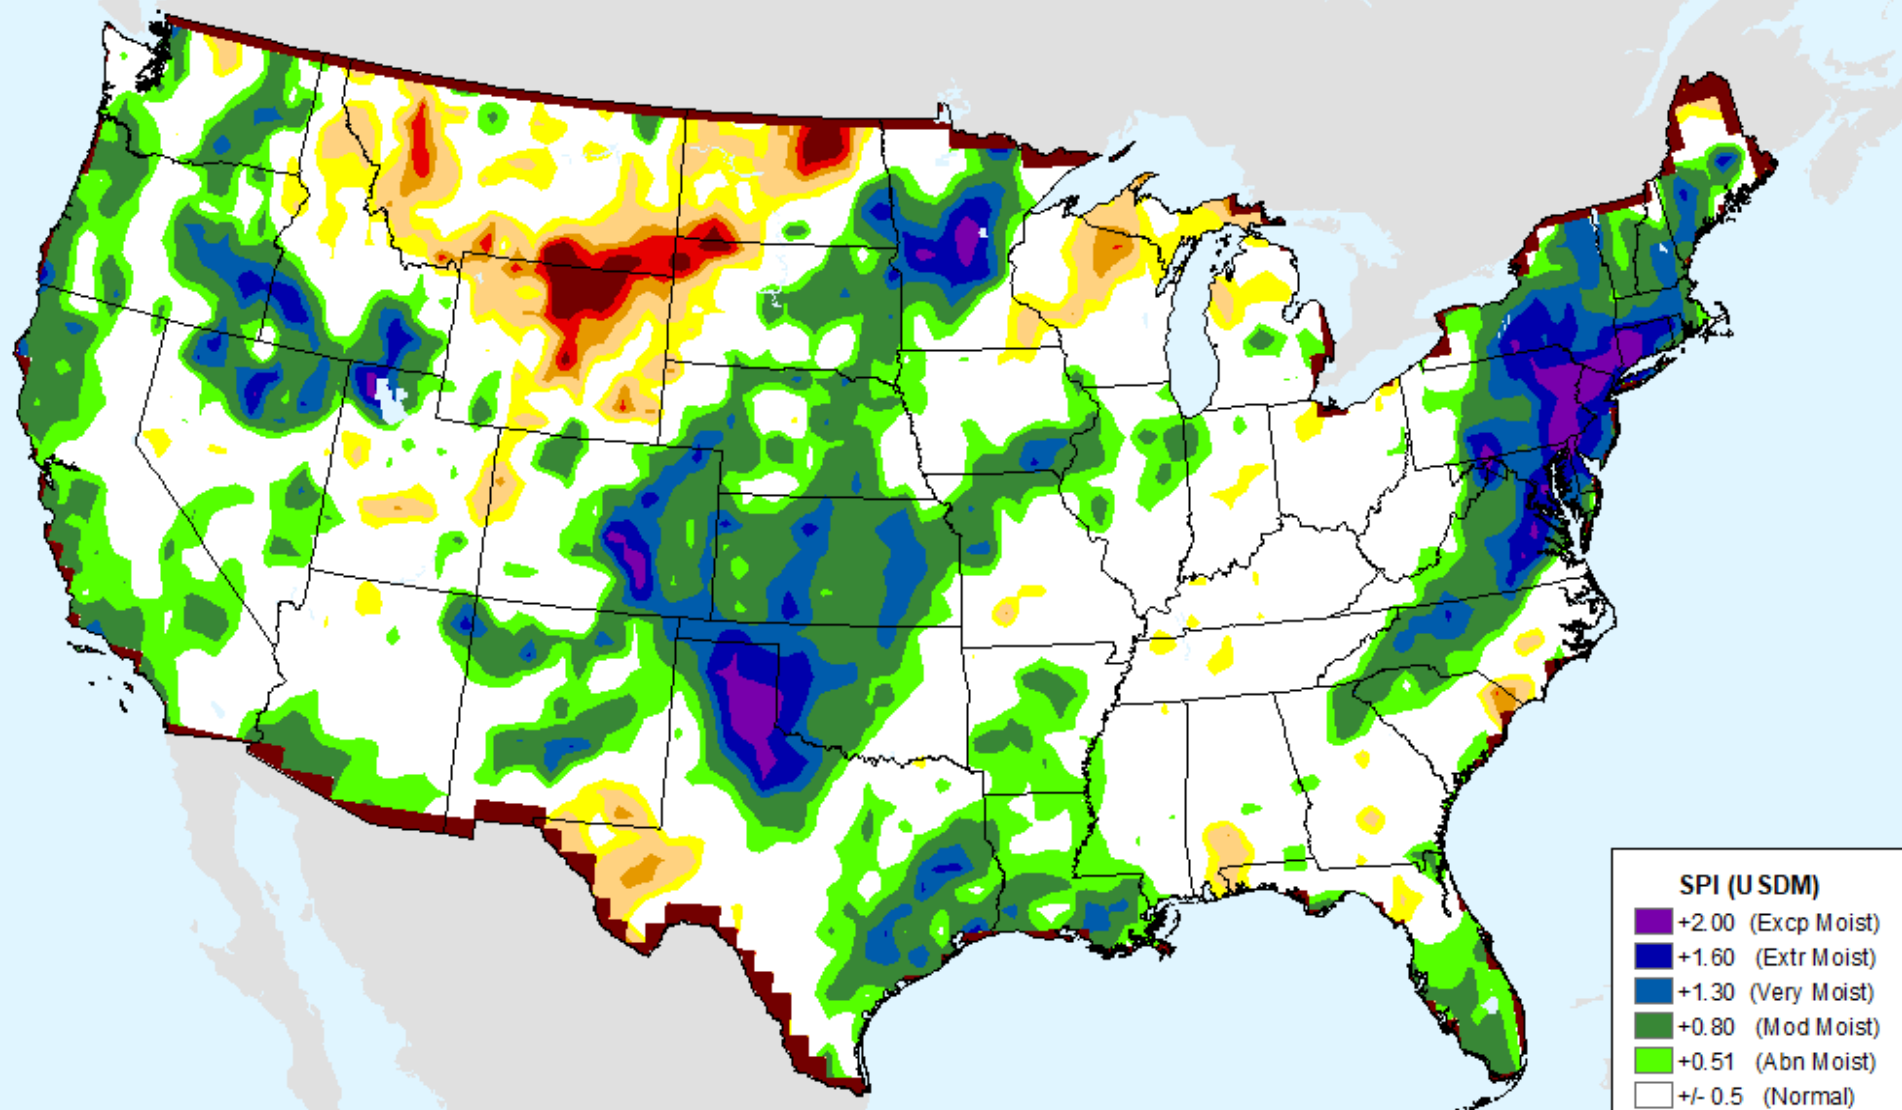 SPI (USDM)
+2.00 (Excp Moist)
+1.60 (Extr Moist)
+1.30 (Very Moist)
+0.80 (Mod Moist)
+0.51 (Abn Moist)
+/- 0.5 (Normal)